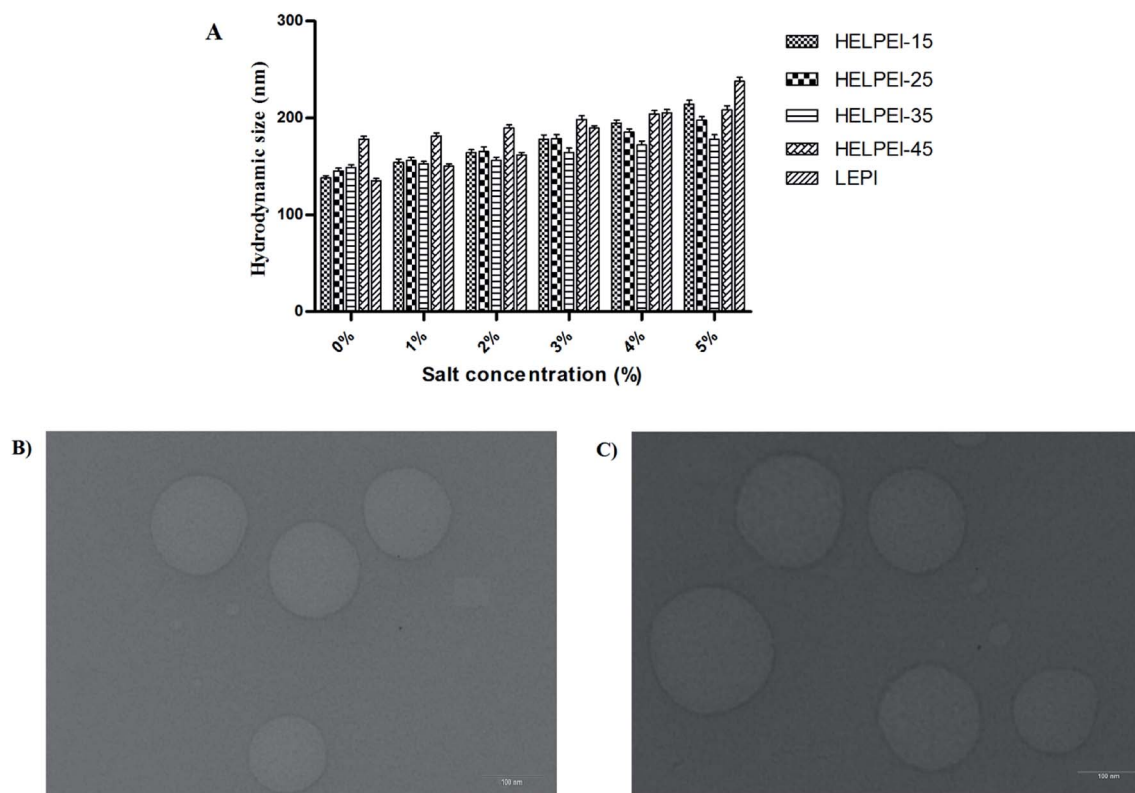 A
300
200
100
0
Hydrodynamic size (nm)
0%
1%
2%
3%
4%
5%
Salt concentration (%)
HELPEI-15
HELPEI-25
HELPEI-35
HELPEI-45
LEPI
B)
100 nm
C)
100 nm